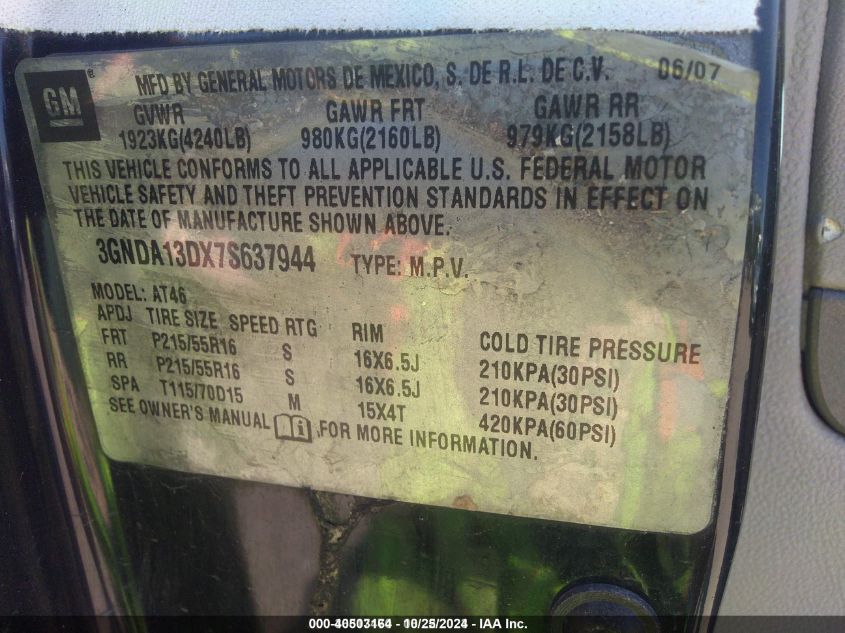 GM ® MFD BY GENERAL MOTORS DE MEXICO, S. DE R.L. DE C.V. 06/07
GVWR GAWR FRT GAWR RR
1923KG(4240LB) 980KG(2160LB) 979KG(2158LB)
THIS VEHICLE CONFORMS TO ALL APPLICABLE U.S. FEDERAL MOTOR
VEHICLE SAFETY AND THEFT PREVENTION STANDARDS IN EFFECT ON
THE DATE OF MANUFACTURE SHOWN ABOVE.
3GNDA13DX7S637944 TYPE: M.P.V.
MODEL: AT46
APDJ TIRE SIZE SPEED RTG RIM COLD TIRE PRESSURE
FRT P215/55R16 S 16X6.5J 210KPA(30PSI)
RR P215/55R16 S 16X6.5J 210KPA(30PSI)
SPA T115/70D15 M 15X4T 420KPA(60PSI)
SEE OWNER'S MANUAL i ,FOR MORE INFORMATION.
000-40503164 - 10/25/2024 - IAA Inc.